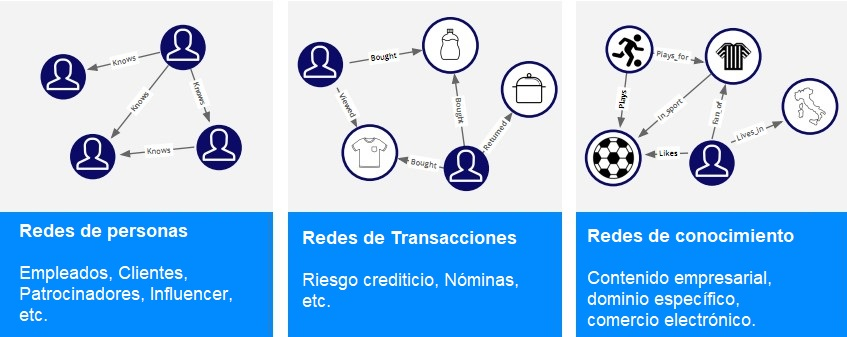 Knows
Knows
Knows
Knows
Redes de personas
Empleados, Clientes,
Patrocinadores, Influencer,
etc.
Bought
Viewed
Bought
Returned
Bought
Redes de Transacciones
Riesgo crediticio, Nóminas,
etc.
Plays_for
Plays
In_sport
Fan_of
Lives_in
Likes
Redes de conocimiento
Contenido empresarial,
dominio específico,
comercio electrónico.